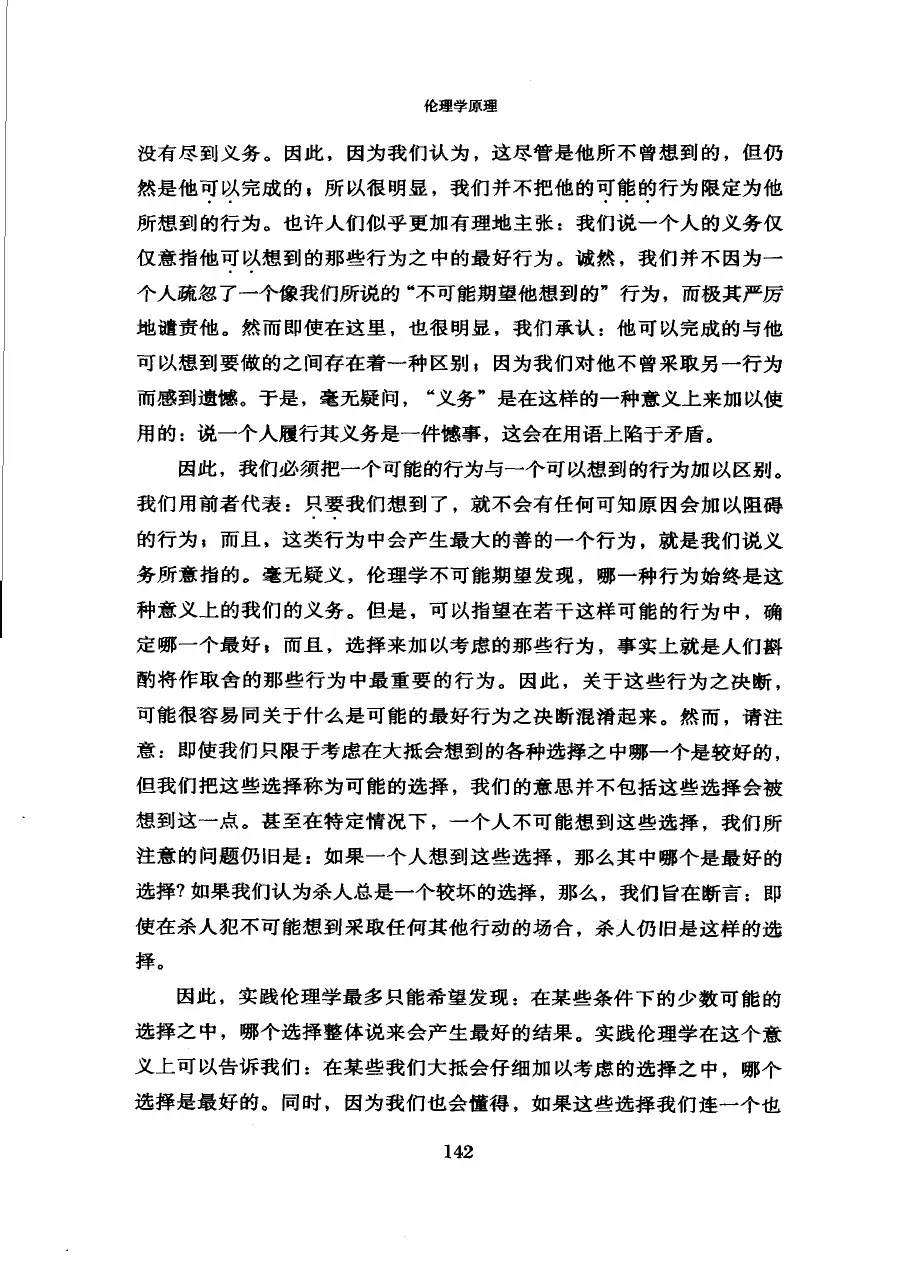 伦理学原理
没有尽到义务。因此，因为我们认为，这尽管是他所不曾想到的，但仍
然是他可以完成的；所以很明显，我们并不把他的可能的行为限定为他
所想到的行为。也许人们似乎更加有理地主张：我们说一个人的义务仅
仅意指他可以想到的那些行为之中的最好行为。诚然，我们并不因为一
个人疏忽了一个像我们所说的“不可能期望他想到的”行为，而极其严厉
地谴责他。然而即使在这里，也很明显，我们承认：他可以完成的与他
可以想到要做的之间存在着一种区别；因为我们对他不曾采取另一行为
而感到遗憾。于是，毫无疑问，“义务”是在这样的一种意义上来加以使
用的：说一个人履行其义务是一件憾事，这会在用语上陷于矛盾。
因此，我们必须把一个可能的行为与一个可以想到的行为加以区别。
我们用前者代表：只要我们想到了，就不会有任何可知原因会加以阻碍
的行为；而且，这类行为中会产生最大的善的一个行为，就是我们说义
务所意指的。毫无疑义，伦理学不可能期望发现，哪一种行为始终是这
种意义上的我们的义务。但是，可以指望在若干这样可能的行为中，确
定哪一个最好；而且，选择来加以考虑的那些行为，事实上就是人们斟
酌将作取舍的那些行为中最重要的行为。因此，关于这些行为之决断，
可能很容易同关于什么是可能的最好行为之决断混淆起来。然而，请注
意：即使我们只限于考虑在大抵会想到的各种选择之中哪一个是较好的，
但我们把这些选择称为可能的选择，我们的意思并不包括这些选择会被
想到这一点。甚至在特定情况下，一个人不可能想到这些选择，我们所
注意的问题仍旧是：如果一个人想到这些选择，那么其中哪个是最好的
选择？如果我们认为杀人总是一个较坏的选择，那么，我们旨在断言：即
使在杀人犯不可能想到采取任何其他行动的场合，杀人仍旧是这样的选
择。
因此，实践伦理学最多只能希望发现：在某些条件下的少数可能的
选择之中，哪个选择整体说来会产生最好的结果。实践伦理学在这个意
义上可以告诉我们：在某些我们大抵会仔细加以考虑的选择之中，哪个
选择是最好的。同时，因为我们也会懂得，如果这些选择我们连一个也
142